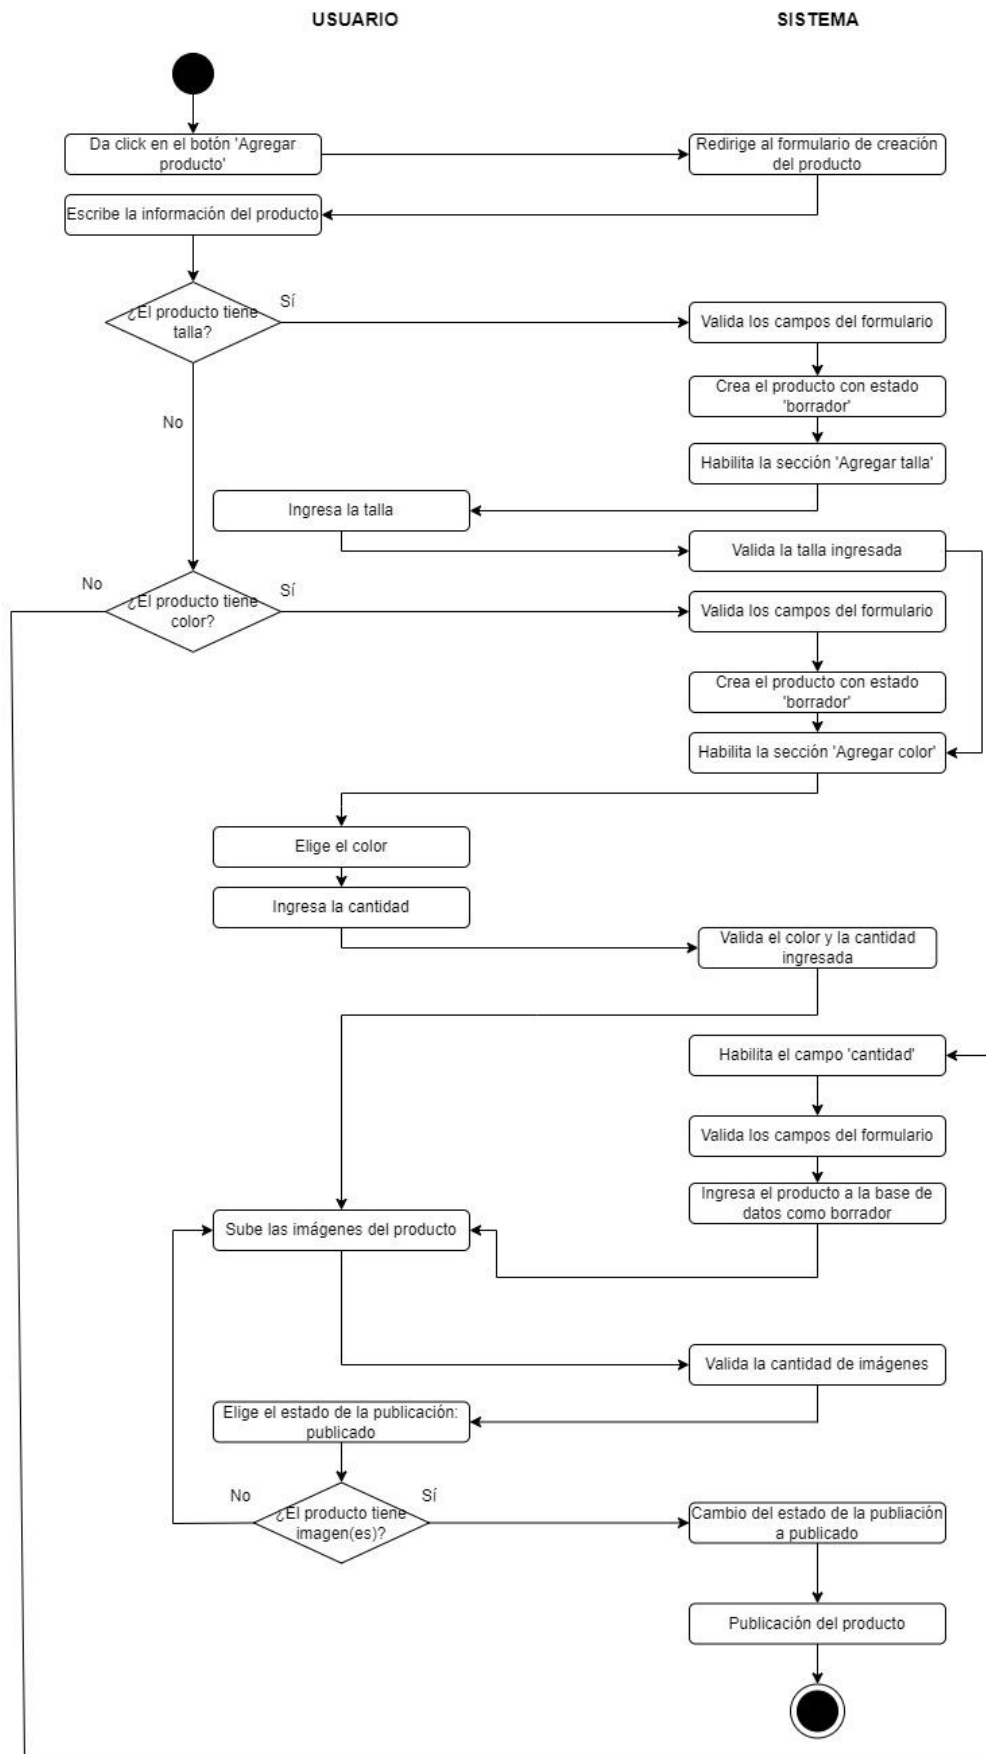 USUARIO
SISTEMA
Da click en el botón 'Agregar
producto'
Redirige al formulario de creación
del producto
Escribe la información del producto
¿El producto tiene
talla?
Sí
No
Valida los campos del formulario
Crea el producto con estado
'borrador'
Habilita la sección 'Agregar talla'
Ingresa la talla
Valida la talla ingresada
¿El producto tiene
color?
No
Sí
Valida los campos del formulario
Crea el producto con estado
'borrador'
Habilita la sección 'Agregar color'
Elige el color
Ingresa la cantidad
Valida el color y la cantidad
ingresada
Habilita el campo 'cantidad'
Valida los campos del formulario
Ingresa el producto a la base de
datos como borrador
Sube las imágenes del producto
Valida la cantidad de imágenes
Elige el estado de la publicación:
publicado
No
Sí
¿El producto tiene
imagen(es)?
Cambio del estado de la publiación
a publicado
Publicación del producto